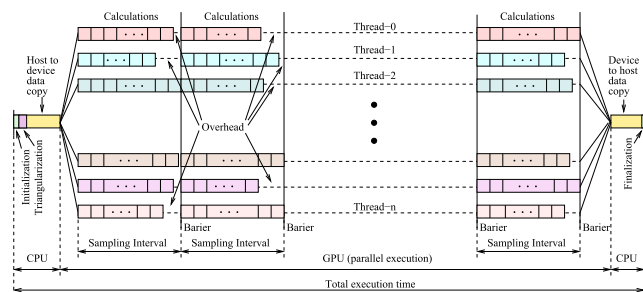 Calculations
Calculations
Calculations
Thread−0
Thread−1
Thread−2
Host to
device
data
copy
Device
to host
data
copy
Overhead
Initialization
Triangularization
Finalization
Thread−n
Barier
Barier
Barier
Sampling Interval
Sampling Interval
Sampling Interval
CPU
GPU (parallel execution)
CPU
Total execution time